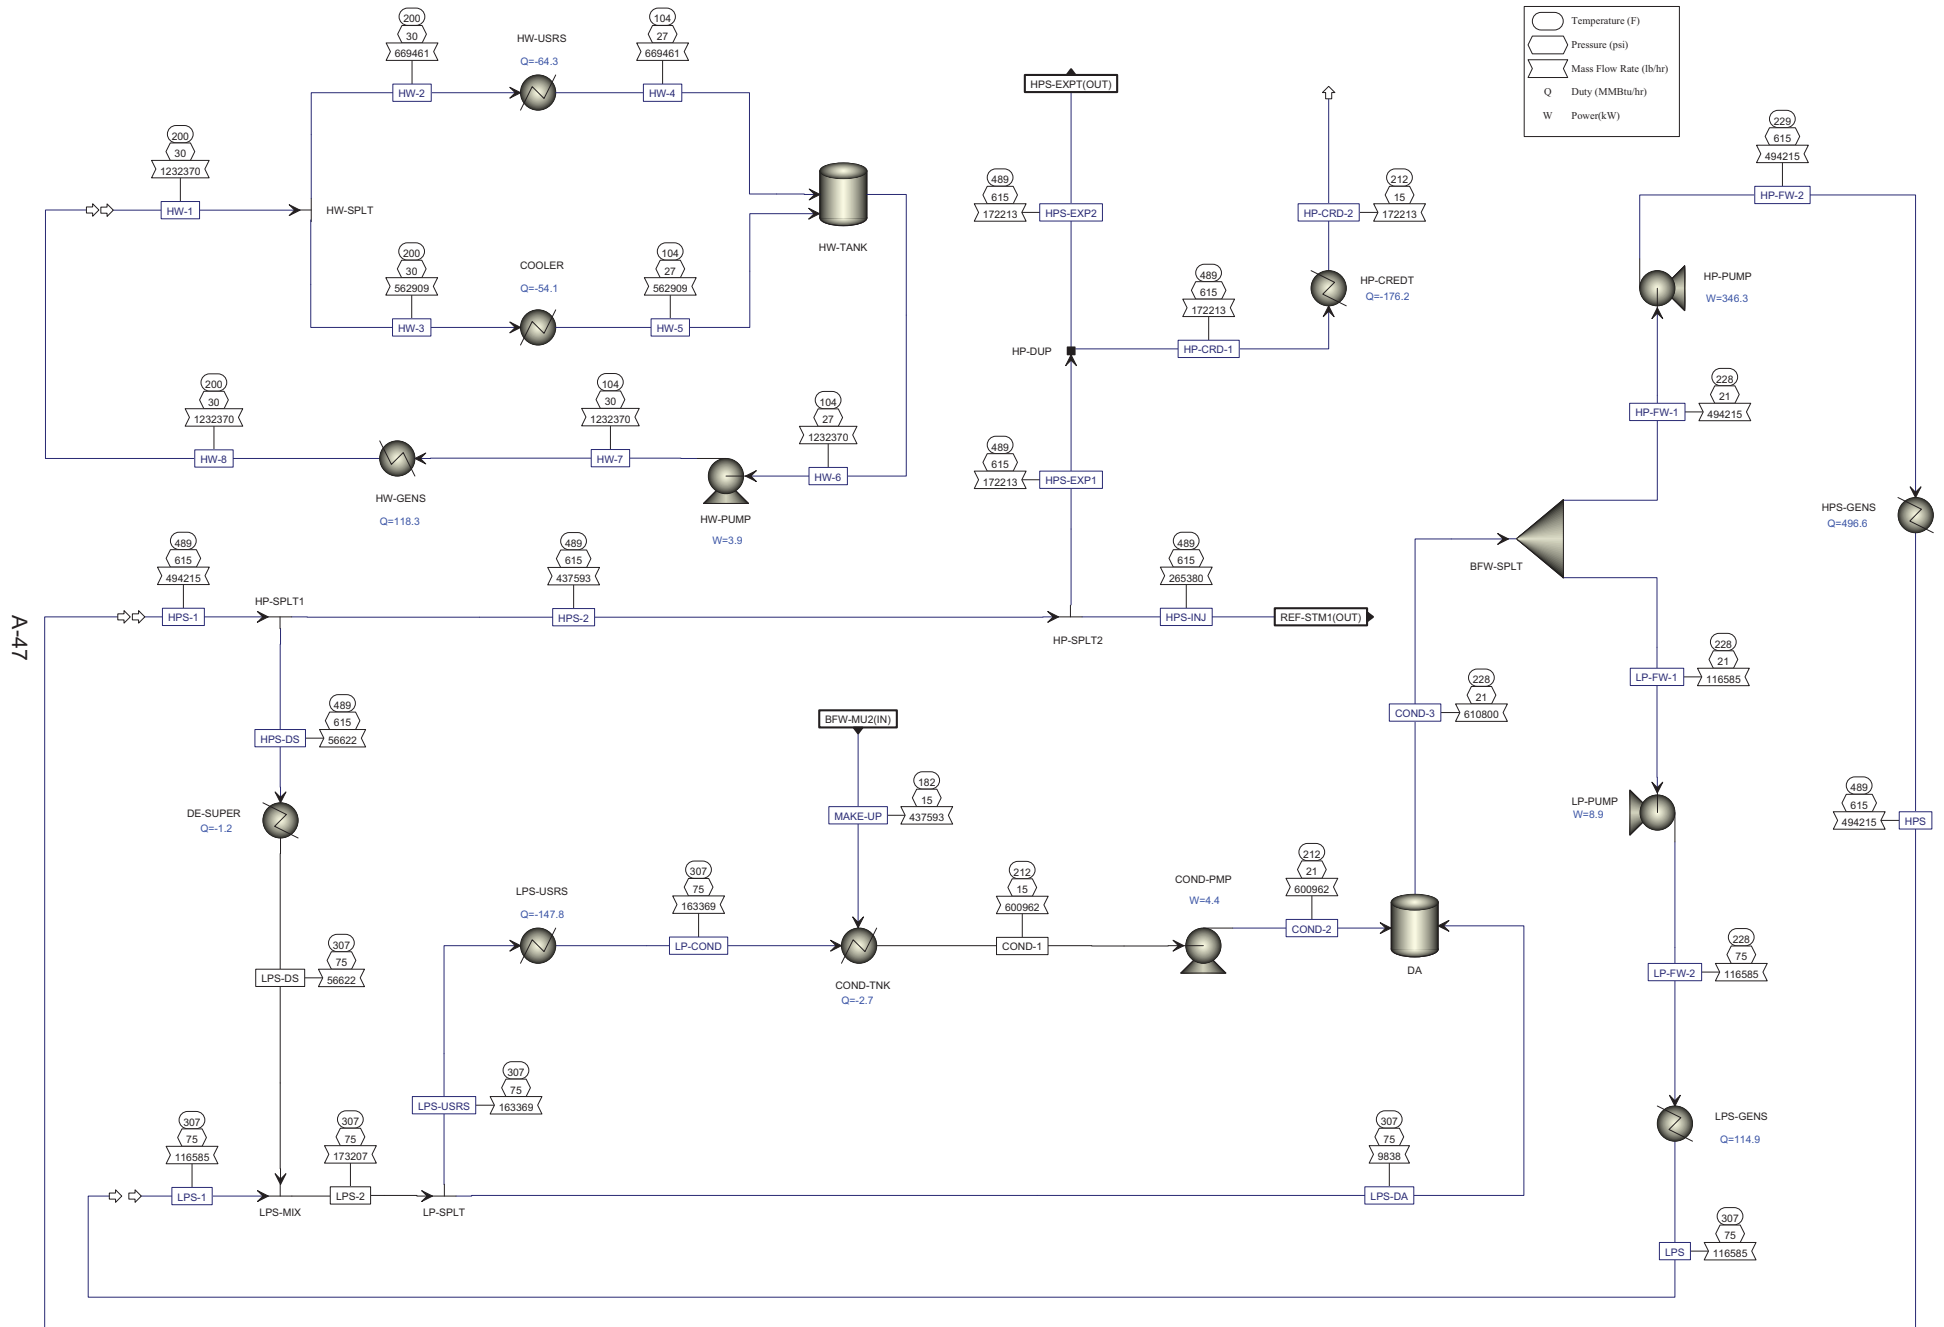 Temperature (F)
Pressure (psi)
Mass Flow Rate (lb/hr)
Q Duty (MMBtu/hr)
W Power(kW)
200
30
669461
HW-2
HW-USRS
Q=-64.3
104
27
669461
HW-4
200
30
1232370
HW-1
HW-SPLT
HW-TANK
200
30
562909
HW-3
COOLER
Q=-54.1
104
27
562909
HW-5
200
30
1232370
HW-8
HW-GENS
Q=118.3
104
30
1232370
HW-7
HW-PUMP
W=3.9
104
27
1232370
HW-6
HPS-EXPT(OUT)
489
615
172213
HPS-EXP2
212
15
172213
HP-CRD-2
HP-CREDT
Q=-176.2
489
615
172213
HP-CRD-1
HP-DUP
489
615
172213
HPS-EXP1
229
615
494215
HP-FW-2
HP-PUMP
W=346.3
228
21
494215
HP-FW-1
HPS-GENS
Q=496.6
BFW-SPLT
489
615
494215
HPS-1
HP-SPLT1
489
615
437593
HPS-2
HP-SPLT2
489
615
265380
HPS-INJ
REF-STM1(OUT)
A-47
489
615
56622
HPS-DS
DE-SUPER
Q=-1.2
BFW-MU2(IN)
182
15
437593
MAKE-UP
228
21
610800
COND-3
228
21
116585
LP-FW-1
LP-PUMP
W=8.9
489
615
494215
HPS
LPS-USRS
Q=-147.8
307
75
163369
LP-COND
COND-TNK
Q=-2.7
212
15
600962
COND-1
COND-PMP
W=4.4
212
21
600962
COND-2
DA
307
75
56622
LPS-DS
228
75
116585
LP-FW-2
307
75
163369
LPS-USRS
LPS-GENS
Q=114.9
307
75
116585
LPS-1
LPS-MIX
307
75
173207
LPS-2
LP-SPLT
307
75
9838
LPS-DA
307
75
116585
LPS